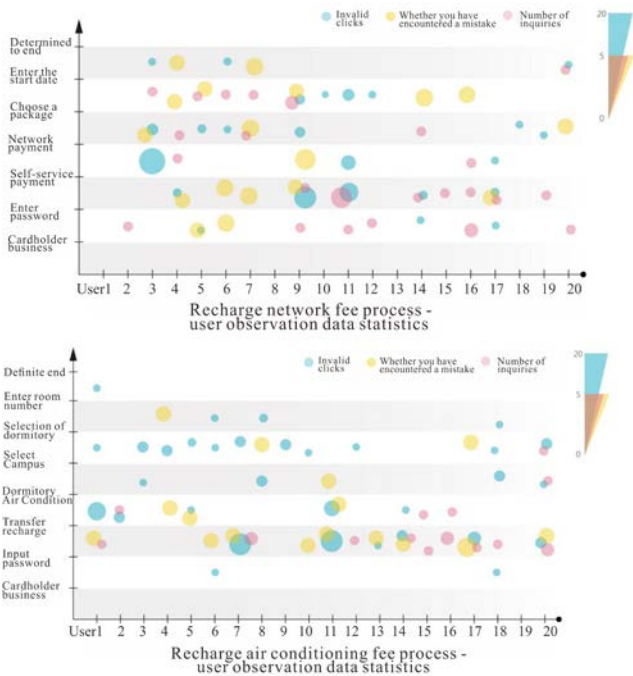 Invalid clicks
Whether you have encountered a mistake
Number of inquiries
20
5
0
Determined to end
Enter the start date
Choose a package
Network payment
Self-service payment
Enter password
Cardholder business
User1 2 3 4 5 6 7 8 9 10 11 12 13 14 15 16 17 18 19 20
Recharge network fee process -
user observation data statistics
Invalid clicks
Whether you have encountered a mistake
Number of inquiries
20
5
0
Definite end
Enter room number
Selection of dormitory
Select Campus
Dormitory Air Condition
Transfer recharge
Input password
Cardholder business
User1 2 3 4 5 6 7 8 9 10 11 12 13 14 15 16 17 18 19 20
Recharge air conditioning fee process -
user observation data statistics